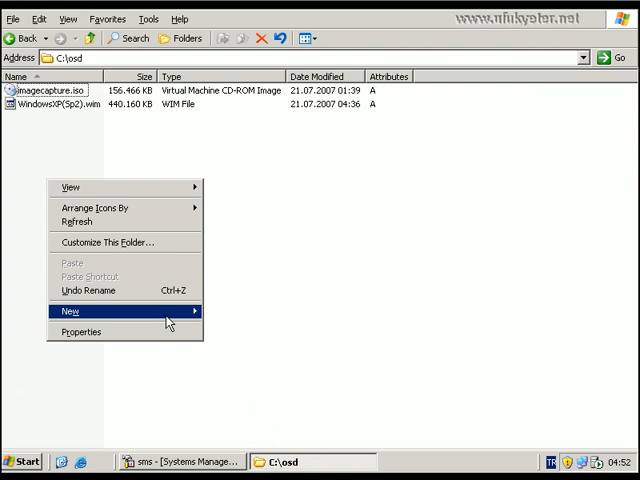 File Edit View Favorites Tools Help
www.ufukyeter.net
Back Search Folders
Address C:\osd Go
Name Size Type Date Modified Attributes
imagecapture.iso 156.466 KB Virtual Machine CD-ROM Image 21.07.2007 01:39 A
WindowsXP(Sp2).wim 440.160 KB WIM File 21.07.2007 04:36 A
View
Arrange Icons By
Refresh
Customize This Folder...
Paste
Paste Shortcut
Undo Rename Ctrl+Z
New
Properties
Start sms - [Systems Manage... C:\osd TR 04:52